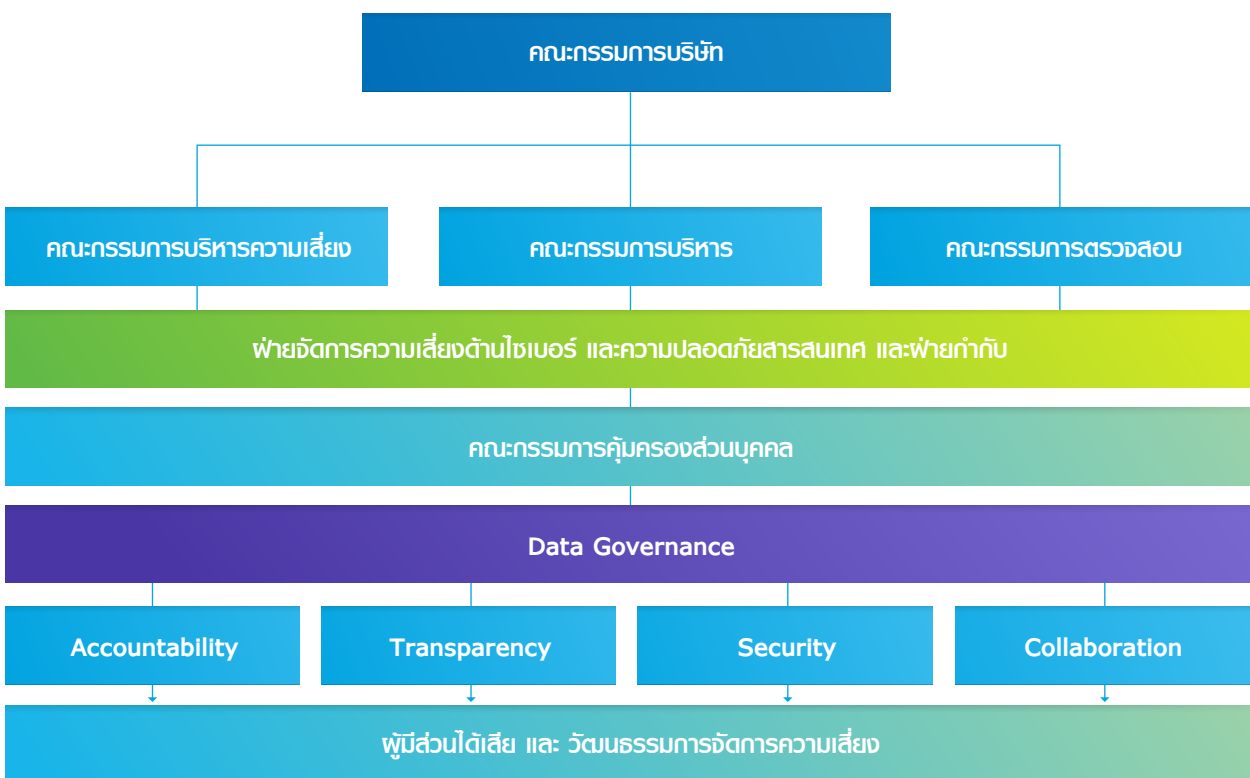 คณะกรรมการบริษัท
คณะกรรมการบริหารความเสี่ยง
คณะกรรมการบริหาร
คณะกรรมการตรวจสอบ
ฝ่ายจัดการความเสี่ยงด้านไซเบอร์ และความปลอดภัยสารสนเทศ และฝ่ายกำกับ
คณะกรรมการคุ้มครองส่วนบุคคล
Data Governance
Accountability
Transparency
Security
Collaboration
ผู้มีส่วนได้เสีย และ วัฒนธรรมการจัดการความเสี่ยง